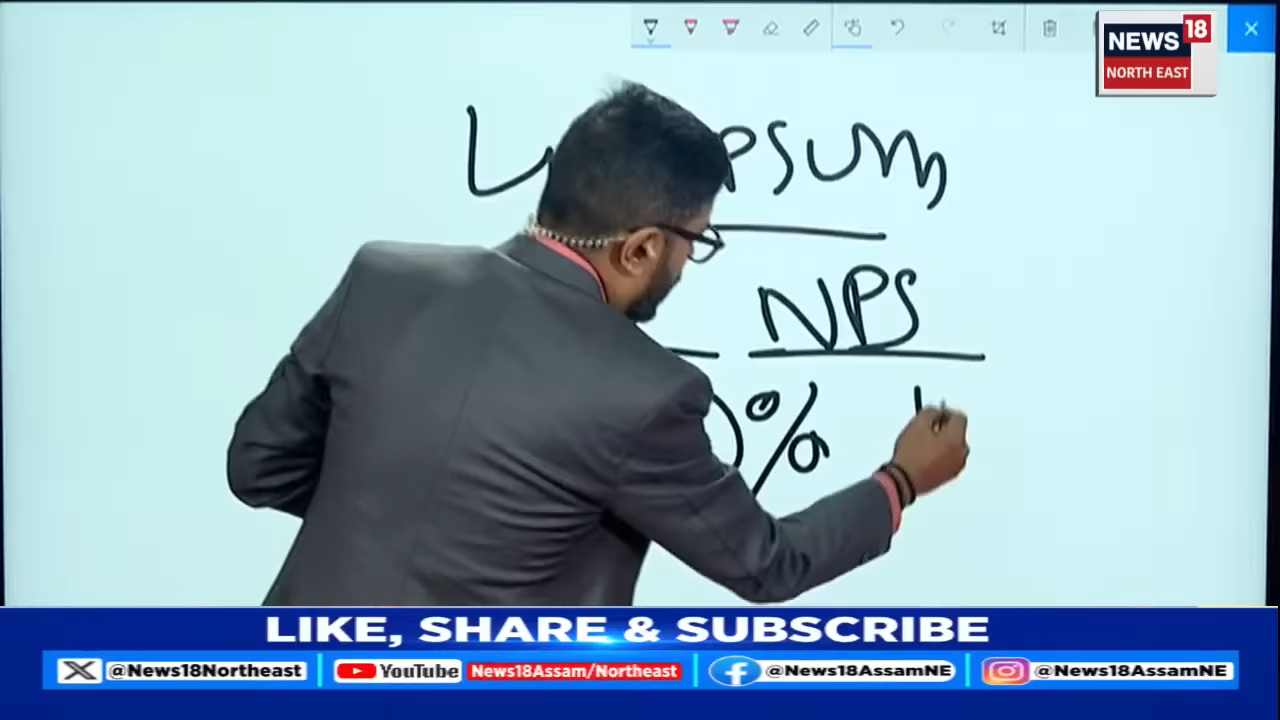 NEWS 18
NORTH EAST
NPS
%
LIKE, SHARE & SUBSCRIBE
@News18Northeast YouTube News18Assam/Northeast @News18AssamNE @News18AssamNE